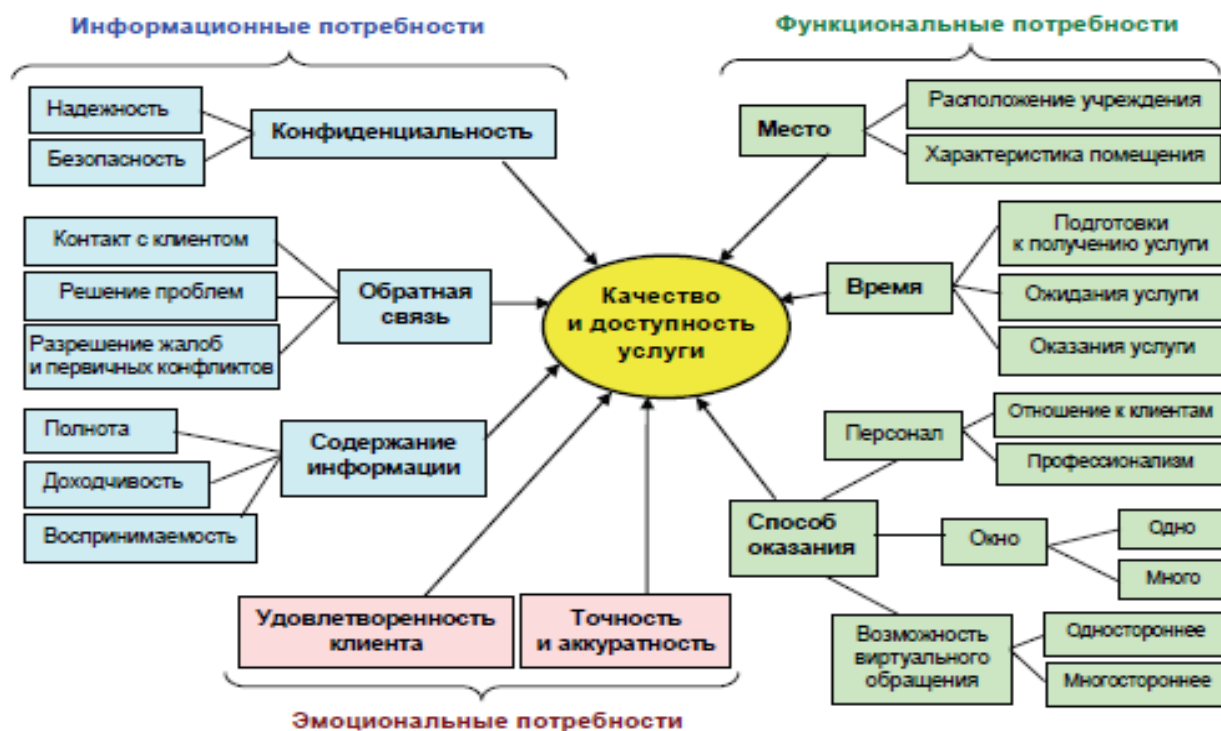 Информационные потребности
Функциональные потребности
Надежность
Безопасность
Конфиденциальность
Контакт с клиентом
Решение проблем
Разрешение жалоб
и первичных конфликтов
Обратная
связь
Полнота
Доходчивость
Воспринимаемость
Содержание
информации
Качество
и доступность
услуги
Место
Расположение учреждения
Характеристика помещения
Время
Подготовки
к получению услуги
Ожидания услуги
Оказания услуги
Персонал
Отношение к клиентам
Профессионализм
Способ
оказания
Окно
Одно
Много
Возможность
виртуального
обращения
Одностороннее
Многостороннее
Удовлетворенность
клиента
Точность
и аккуратность
Эмоциональные потребности